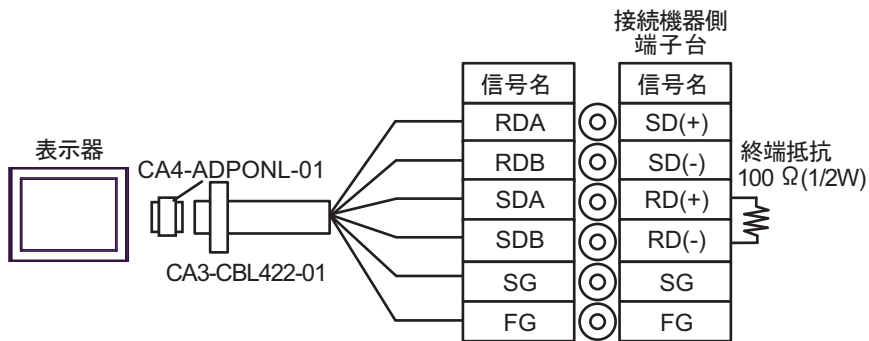 接続機器側
端子台
信号名
信号名
RDA
SD(+)
RDB
SD(-)
SDA
RD(+)
SDB
RD(-)
SG
SG
FG
FG
表示器
CA4-ADPONL-01
CA3-CBL422-01
終端抵抗
100 Ω(1/2W)